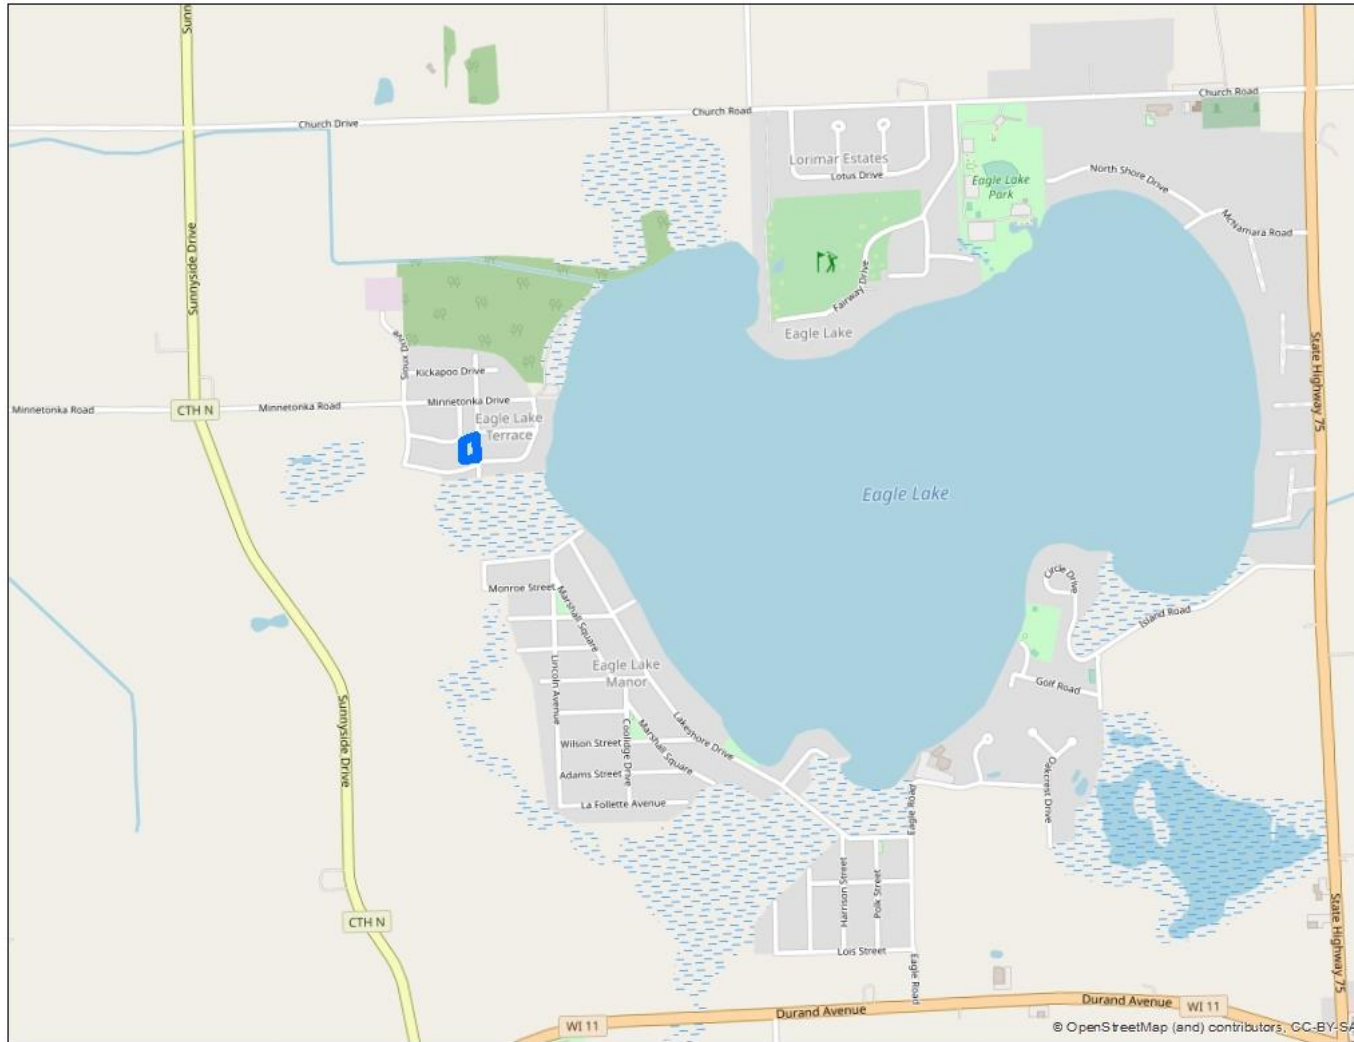 Sunn
Church Road
Church Drive
Church Road
Lorimar Estates
Lotus Drive
Eagle Lake
Park
North Shore Drive
McNamara Road
Sunnyside Drive
Fairway Drive
Eagle Lake
State Highway 75
Sioux Drive
Kickapoo Drive
Minnetonka Road
CTH N
Minnetonka Road
Minnetonka Drive
Eagle Lake
Terrace
Eagle Lake
Circle Drive
Monroe Street
Marshall Square
Island Road
Eagle Lake
Manor
Lincoln Avenue
Golf Road
Sunnyside Drive
Lakeshore Drive
Coolidge Drive
Marshall Square
Wilson Street
Adams Street
La Follette Avenue
Oakcrest Drive
Eagle Road
Harrison Street
Polk Street
CTH N
State Highway 75
Lois Street
Eagle Road
Durand Avenue
WI 11
Durand Avenue
WI 11
© OpenStreetMap (and) contributors, CC-BY-SA